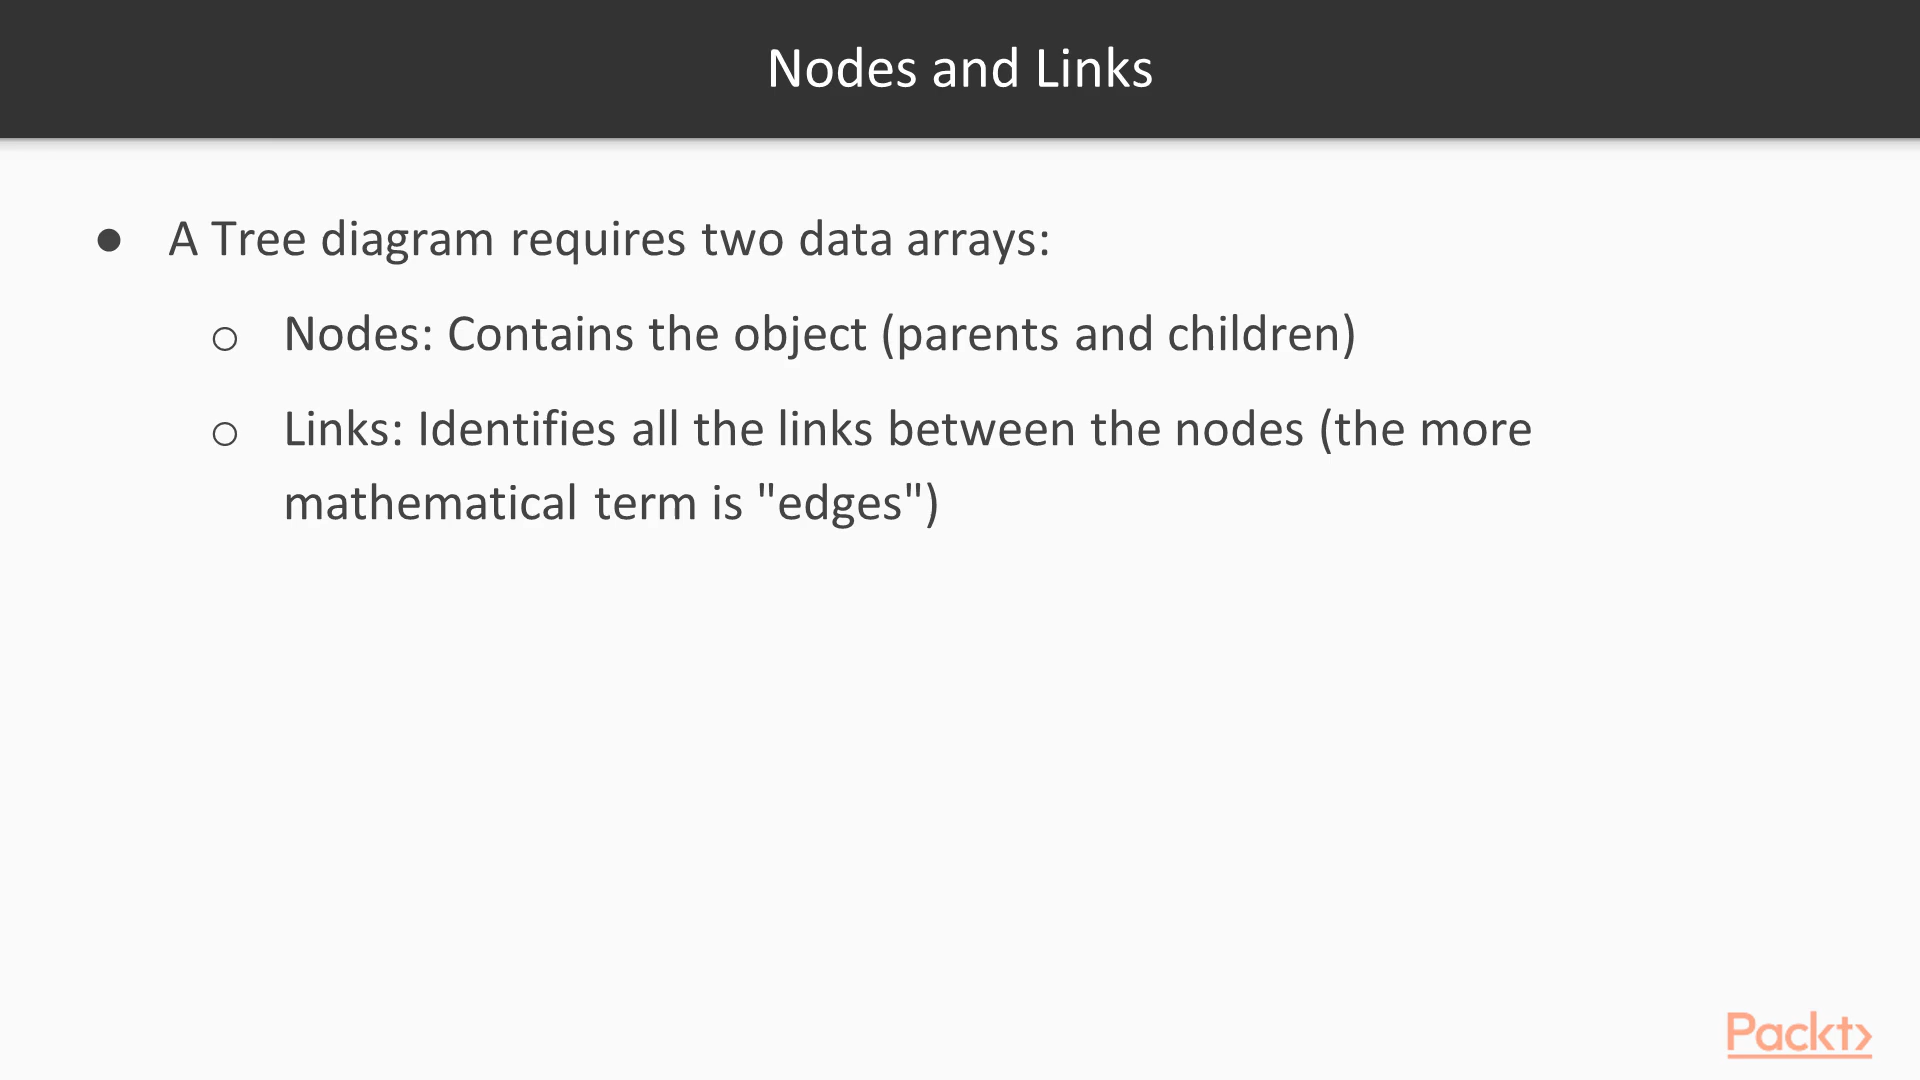 Nodes and Links
● A Tree diagram requires two data arrays:
○ Nodes: Contains the object (parents and children)
○ Links: Identifies all the links between the nodes (the more
mathematical term is "edges")
Packt>